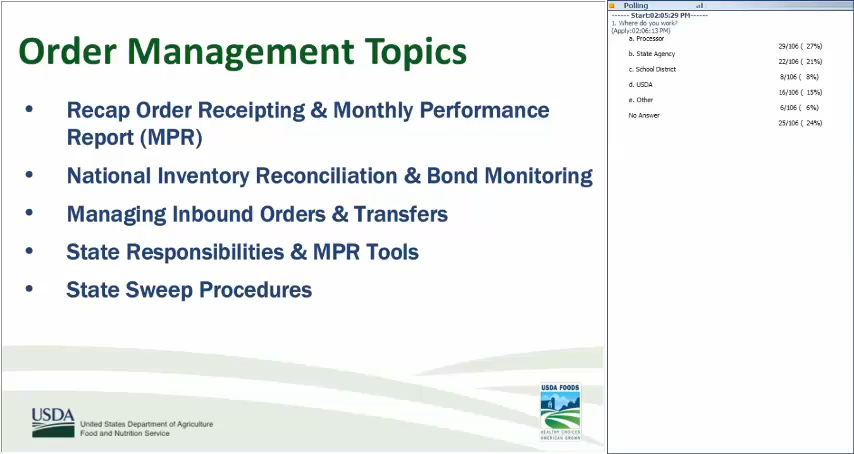 Order Management Topics
• Recap Order Receipting & Monthly Performance
Report (MPR)
• National Inventory Reconciliation & Bond Monitoring
• Managing Inbound Orders & Transfers
• State Responsibilities & MPR Tools
• State Sweep Procedures
USDA
United States Department of Agriculture
Food and Nutrition Service
USDA FOODS
HEALTHY CHOICES
AMERICAN GROWN
Polling
------ Start:02:05:29 PM------
1. Where do you work?
(Apply:02:06:13 PM)
a. Processor
29/106 ( 27%)
b. State Agency
22/106 ( 21%)
c. School District
8/106 ( 8%)
d. USDA
16/106 ( 15%)
e. Other
6/106 ( 6%)
No Answer
25/106 ( 24%)